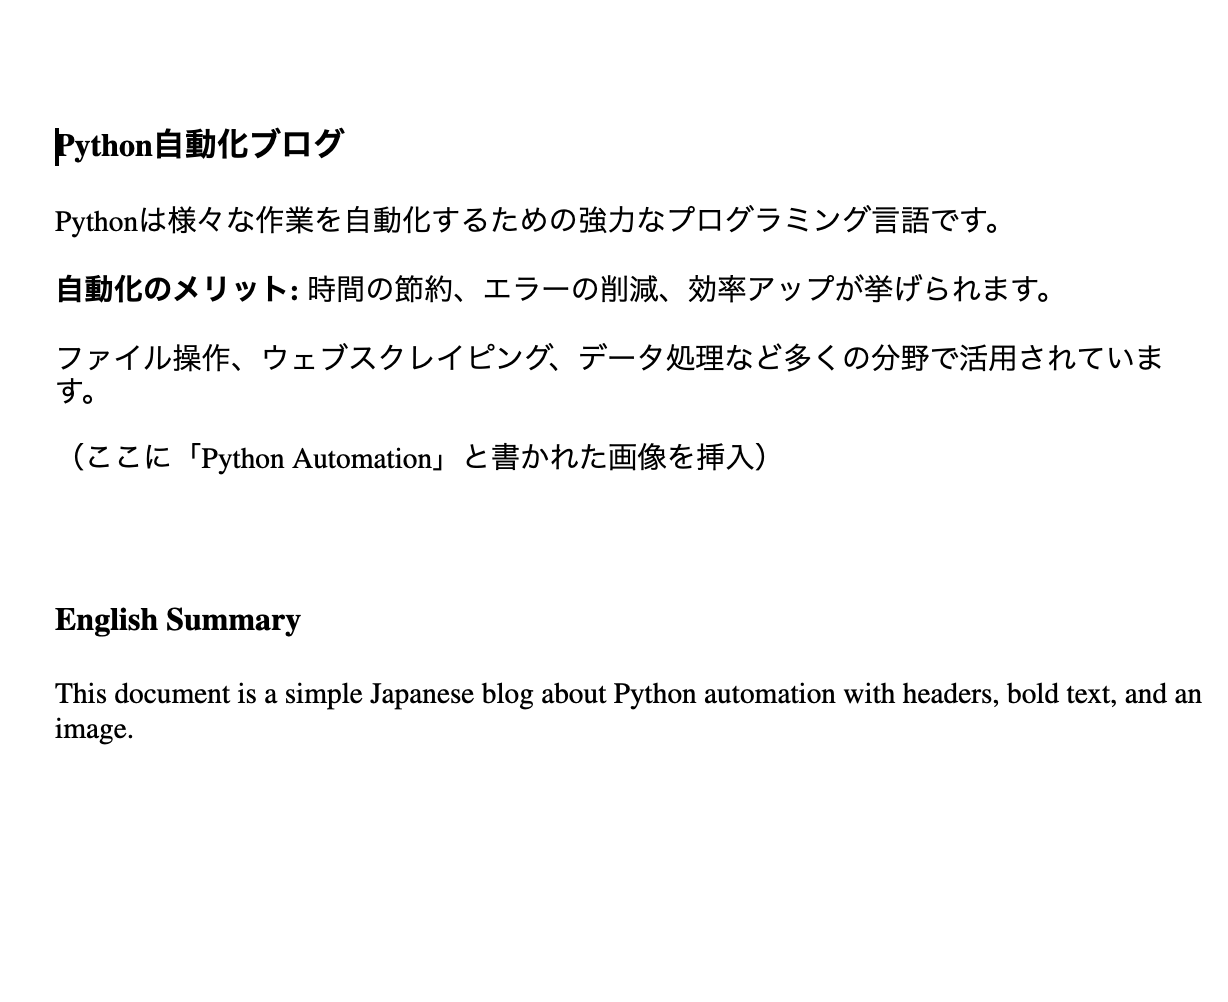 Python自動化ブログ
Pythonは様々な作業を自動化するための強力なプログラミング言語です。
自動化のメリット: 時間の節約、エラーの削減、効率アップが挙げられます。
ファイル操作、ウェブスクレイピング、データ処理など多くの分野で活用されていま
す。
（ここに「Python Automation」と書かれた画像を挿入）
English Summary
This document is a simple Japanese blog about Python automation with headers, bold text, and an
image.